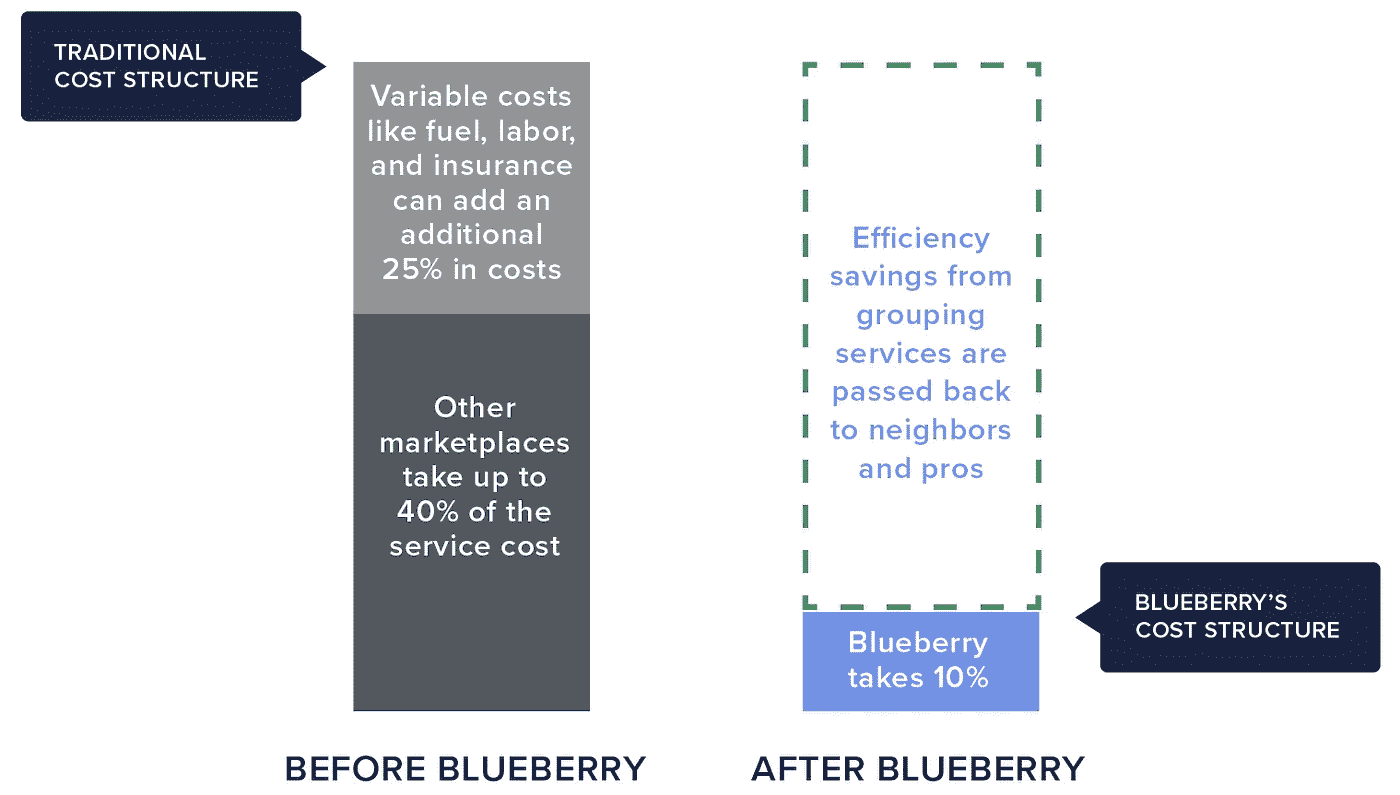 TRADITIONAL
COST STRUCTURE
Variable costs
like fuel, labor,
and insurance
can add an
additional
25% in costs
Other
marketplaces
take up to
40% of the
service cost
BEFORE BLUEBERRY
Efficiency
savings from
grouping
services are
passed back
to neighbors
and pros
Blueberry
takes 10%
BLUEBERRY'S
COST STRUCTURE
AFTER BLUEBERRY